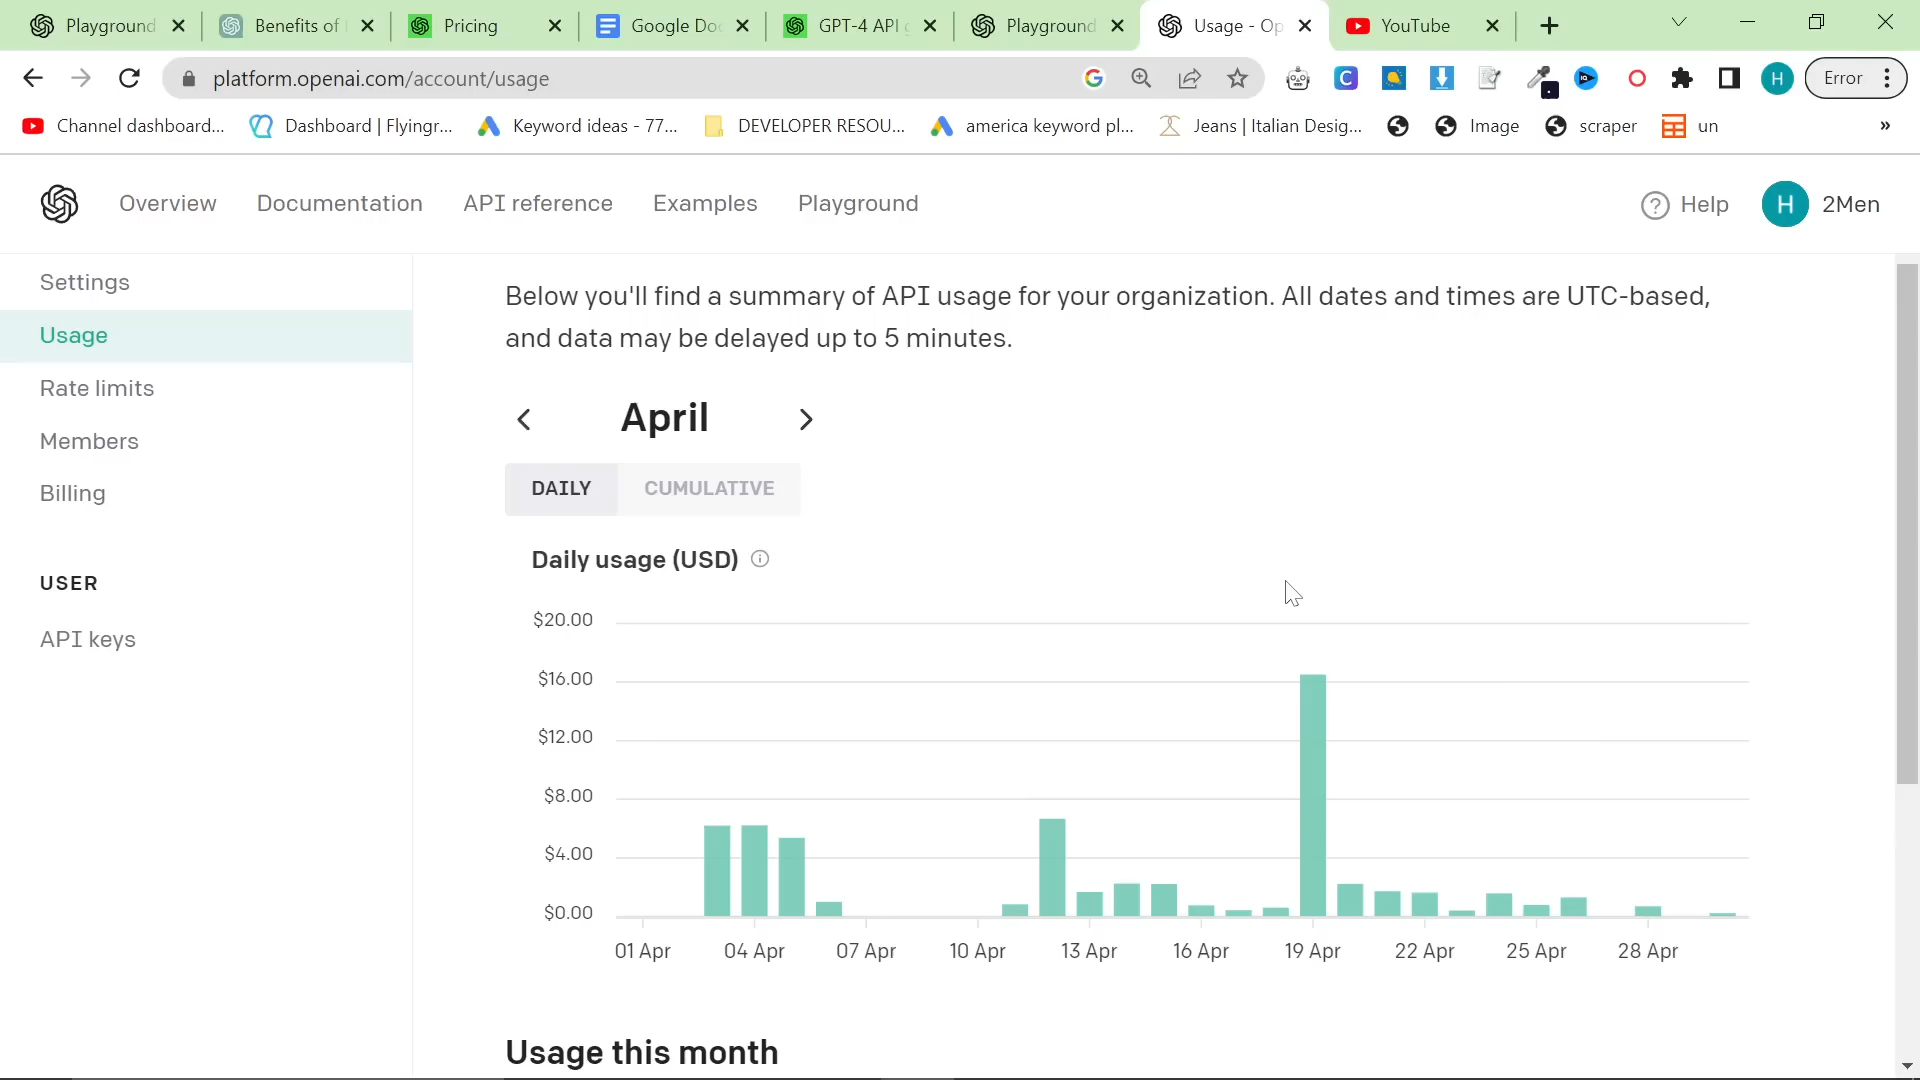 Playground
Benefits of
Pricing
Google Do
GPT-4 API
Playground
Usage - Op
YouTube
platform.openai.com/account/usage
C
H
Error
Channel dashboard...
Dashboard | Flyingr...
Keyword ideas - 77...
DEVELOPER RESOU...
america keyword pl...
Jeans | Italian Desig...
Image
scraper
un
»
Overview
Documentation
API reference
Examples
Playground
? Help
H
2Men
Settings
Usage
Rate limits
Members
Billing
USER
API keys
Below you'll find a summary of API usage for your organization. All dates and times are UTC-based,
and data may be delayed up to 5 minutes.
April
DAILY
CUMULATIVE
Daily usage (USD)
$20.00
$16.00
$12.00
$8.00
$4.00
$0.00
01 Apr
04 Apr
07 Apr
10 Apr
13 Apr
16 Apr
19 Apr
22 Apr
25 Apr
28 Apr
Usage this month